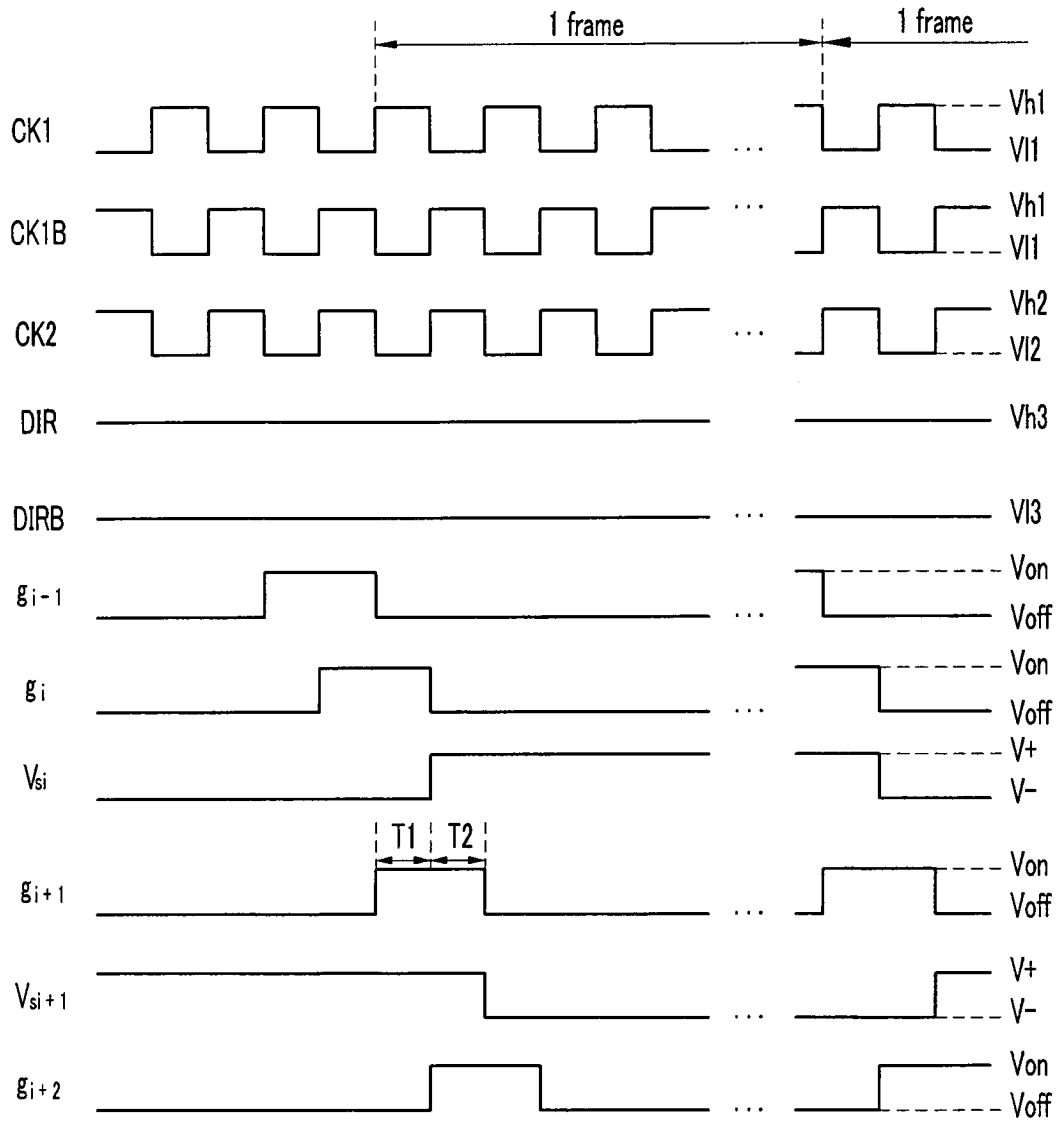 1 frame 1 frame
CK1 Vh1
Vl1
CK1B Vh1
Vl1
CK2 Vh2
Vl2
DIR Vh3
DIRB Vl3
gi-1 Von
Voff
gi Von
Voff
Vsi V+
V-
T1 T2
gi+1 Von
Voff
Vsi+1 V+
V-
gi+2 Von
Voff